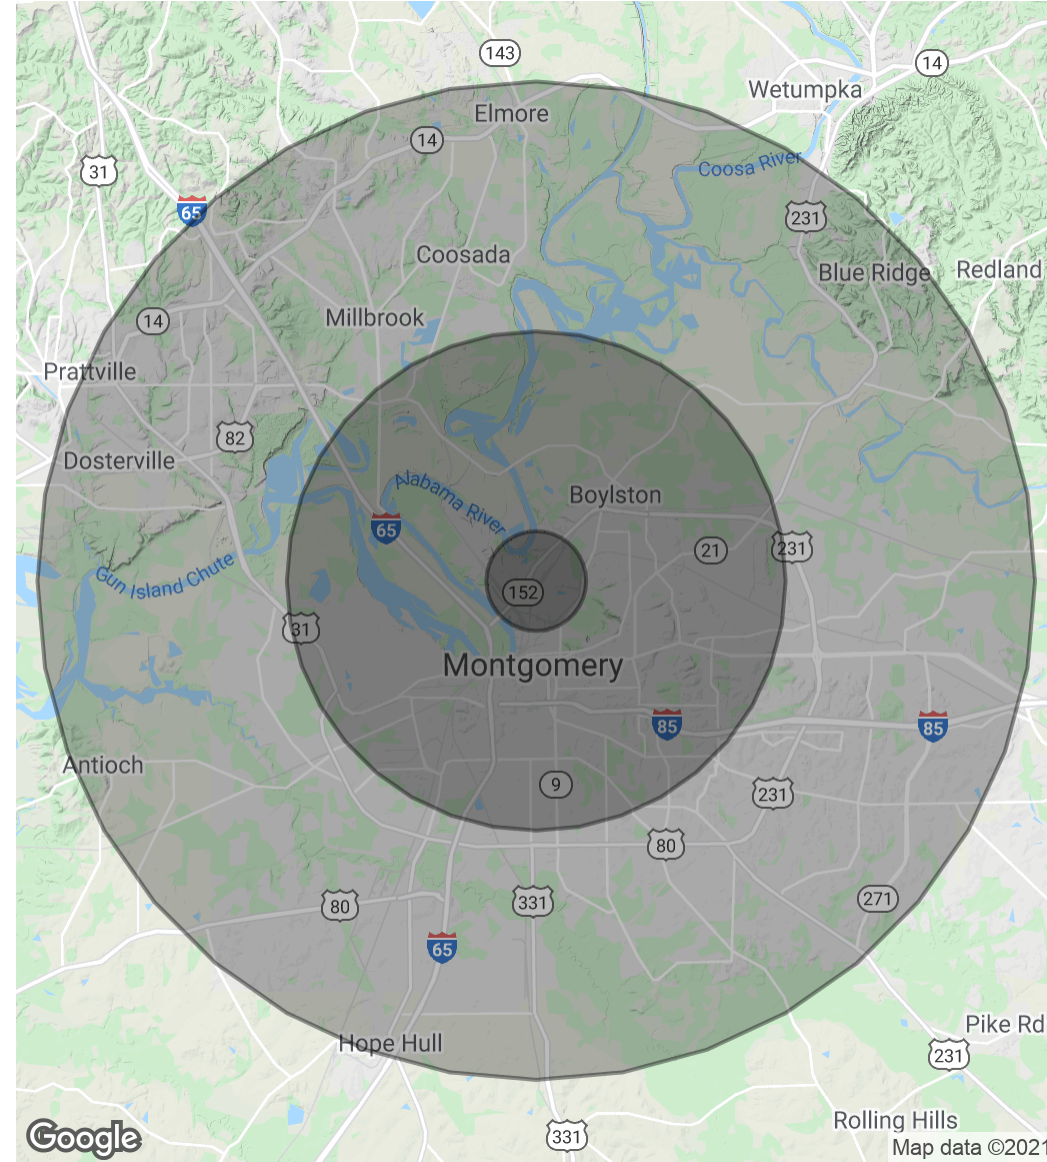 143
14
Wetumpka
Elmore
14
31
Coosa River
65
231
Coosada
Blue Ridge
Redland
Millbrook
14
Prattville
82
Dosterville
Alabama River
Boylston
65
21
231
Gun Island Chute
152
31
Montgomery
85
85
Antioch
9
231
80
271
80
331
65
Hope Hull
Pike Rd
231
Rolling Hills
331
Google
Map data ©2021